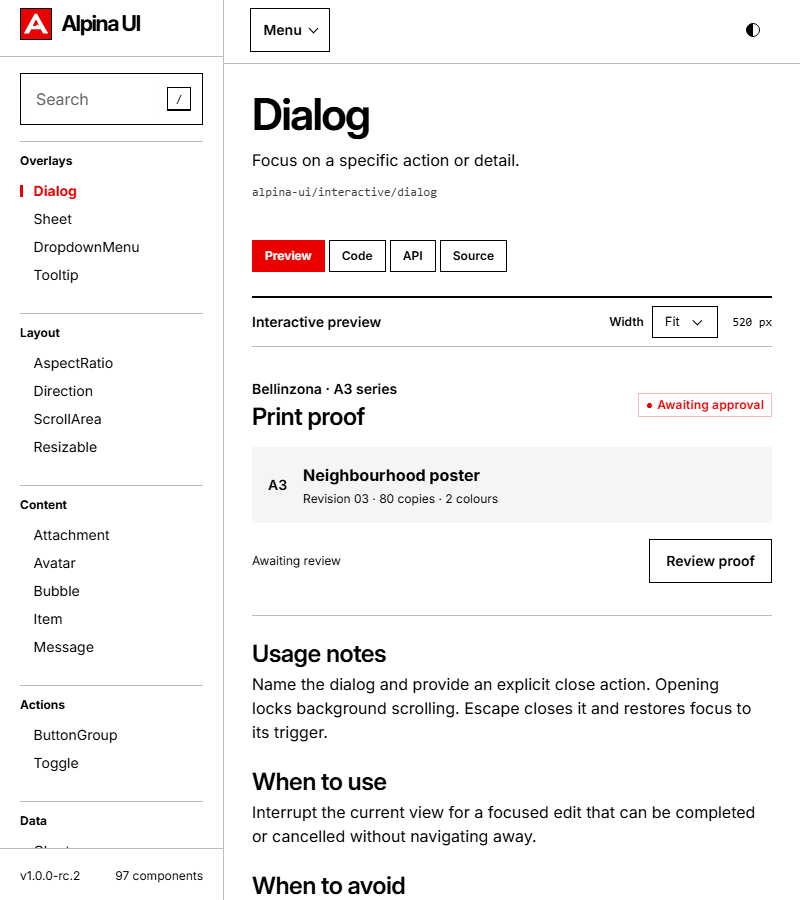 Alpina UI
Search
/
Overlays
Dialog
Sheet
DropdownMenu
Tooltip
Layout
AspectRatio
Direction
ScrollArea
Resizable
Content
Attachment
Avatar
Bubble
Item
Message
Actions
ButtonGroup
Toggle
Data
v1.0.0-rc.2
97 components
Menu
Dialog
Focus on a specific action or detail.
alpina-ui/interactive/dialog
Preview
Code
API
Source
Interactive preview
Width
Fit
520 px
Bellinzona · A3 series
Print proof
Awaiting approval
A3
Neighbourhood poster
Revision 03 · 80 copies · 2 colours
Awaiting review
Review proof
Usage notes
Name the dialog and provide an explicit close action. Opening
locks background scrolling. Escape closes it and restores focus to
its trigger.
When to use
Interrupt the current view for a focused edit that can be completed
or cancelled without navigating away.
When to avoid